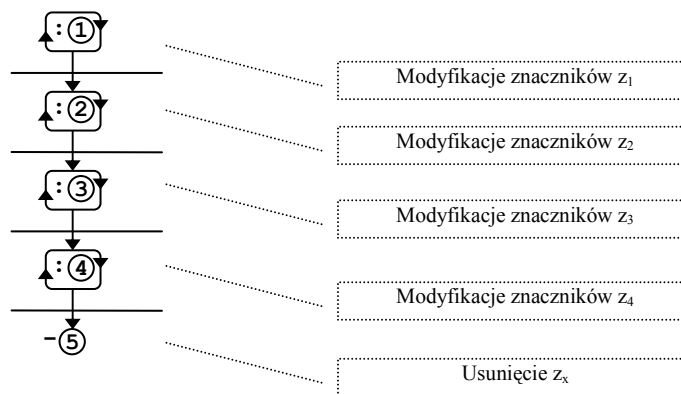 :1
Modyfikacje znaczników z₁
:2
Modyfikacje znaczników z₂
:3
Modyfikacje znaczników z₃
:4
Modyfikacje znaczników z₄
-5
Usunięcie zₓ